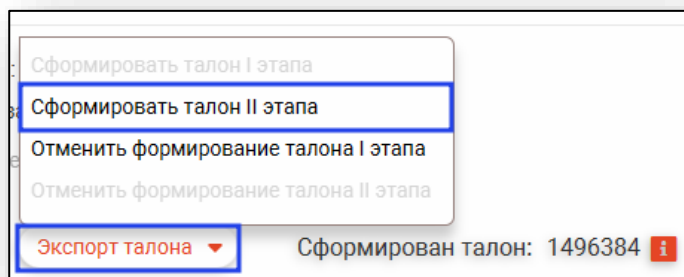 Сформировать талон I этапа
Сформировать талон II этапа
Отменить формирование талона I этапа
Отменить формирование талона II этапа
Экспорт талона
Сформирован талон: 1496384